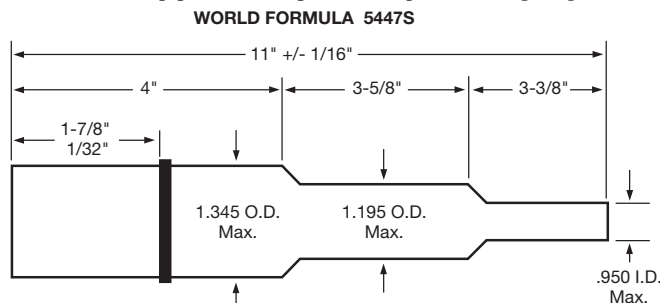 WORLD FORMULA 5447S
11" +/- 1/16"
4"
3-5/8"
3-3/8"
1-7/8"
1/32"
1.345 O.D.
Max.
1.195 O.D.
Max.
.950 I.D.
Max.